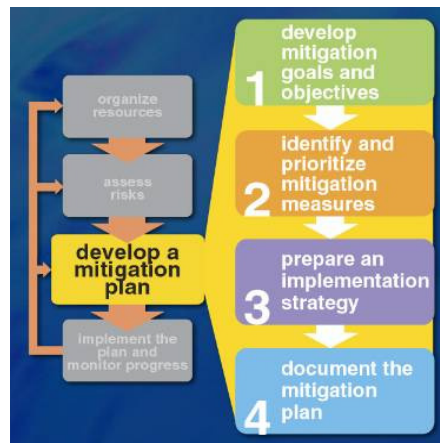 organize
resources
assess
risks
develop a
mitigation
plan
implement the
plan and
monitor progress
1
develop
mitigation
goals and
objectives
2
identify and
prioritize
mitigation
measures
3
prepare an
implementation
strategy
4
document the
mitigation
plan